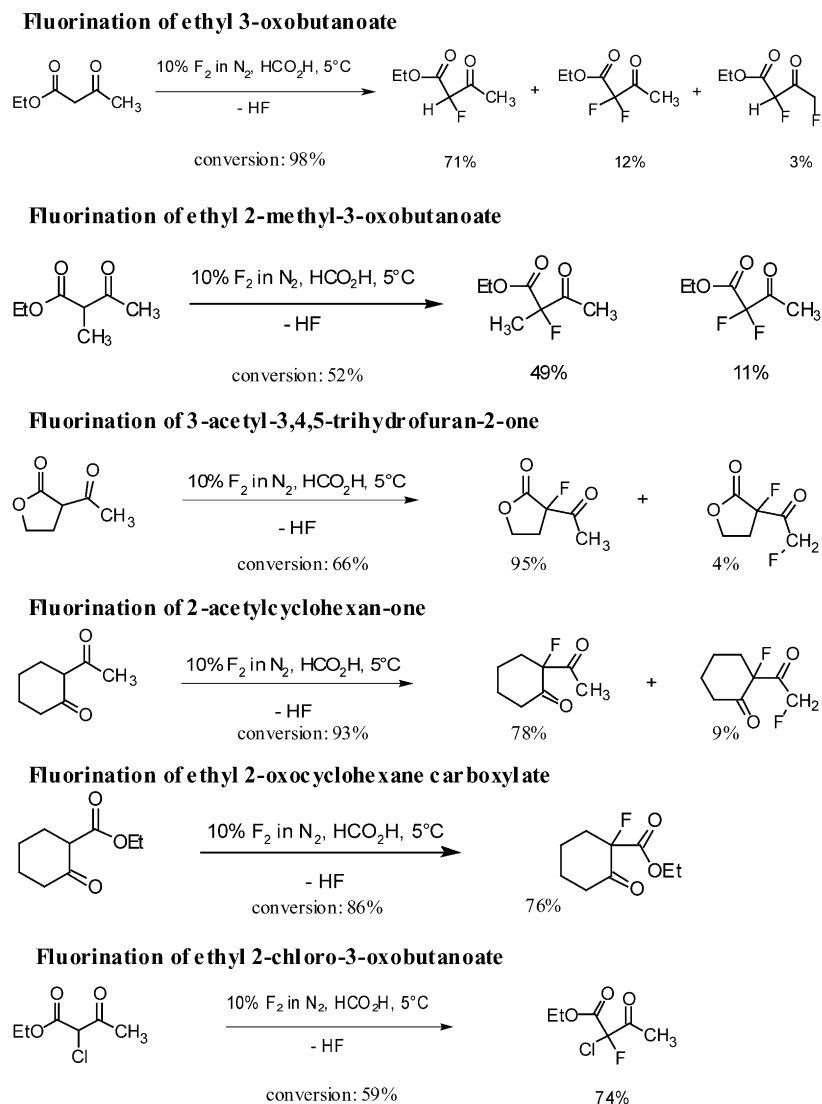 Fluorination of ethyl 3-oxobutanoate
O O
EtO CH3
10% F2 in N2, HCO2H, 5°C
- HF
conversion: 98%
EtO O O H F CH3
71%
+
EtO O O F F CH3
12%
+
EtO O O H F F
3%
Fluorination of ethyl 2-methyl-3-oxobutanoate
O O
EtO CH3
CH3
10% F2 in N2, HCO2H, 5°C
- HF
conversion: 52%
EtO O O H3C F CH3
49%
EtO O O F F CH3
11%
Fluorination of 3-acetyl-3,4,5-trihydrofuran-2-one
O O
O CH3
10% F2 in N2, HCO2H, 5°C
- HF
conversion: 66%
O F O O CH3
95%
+
O F O O CH2 F
4%
Fluorination of 2-acetylcyclohexan-one
O
CH3
O
10% F2 in N2, HCO2H, 5°C
- HF
conversion: 93%
F O CH3 O
78%
+
F O CH2 O F
9%
Fluorination of ethyl 2-oxocyclohexane carboxylate
O
OEt
O
10% F2 in N2, HCO2H, 5°C
- HF
conversion: 86%
F O OEt O
76%
Fluorination of ethyl 2-chloro-3-oxobutanoate
O O
EtO CH3
Cl
10% F2 in N2, HCO2H, 5°C
- HF
conversion: 59%
EtO O O Cl F CH3
74%